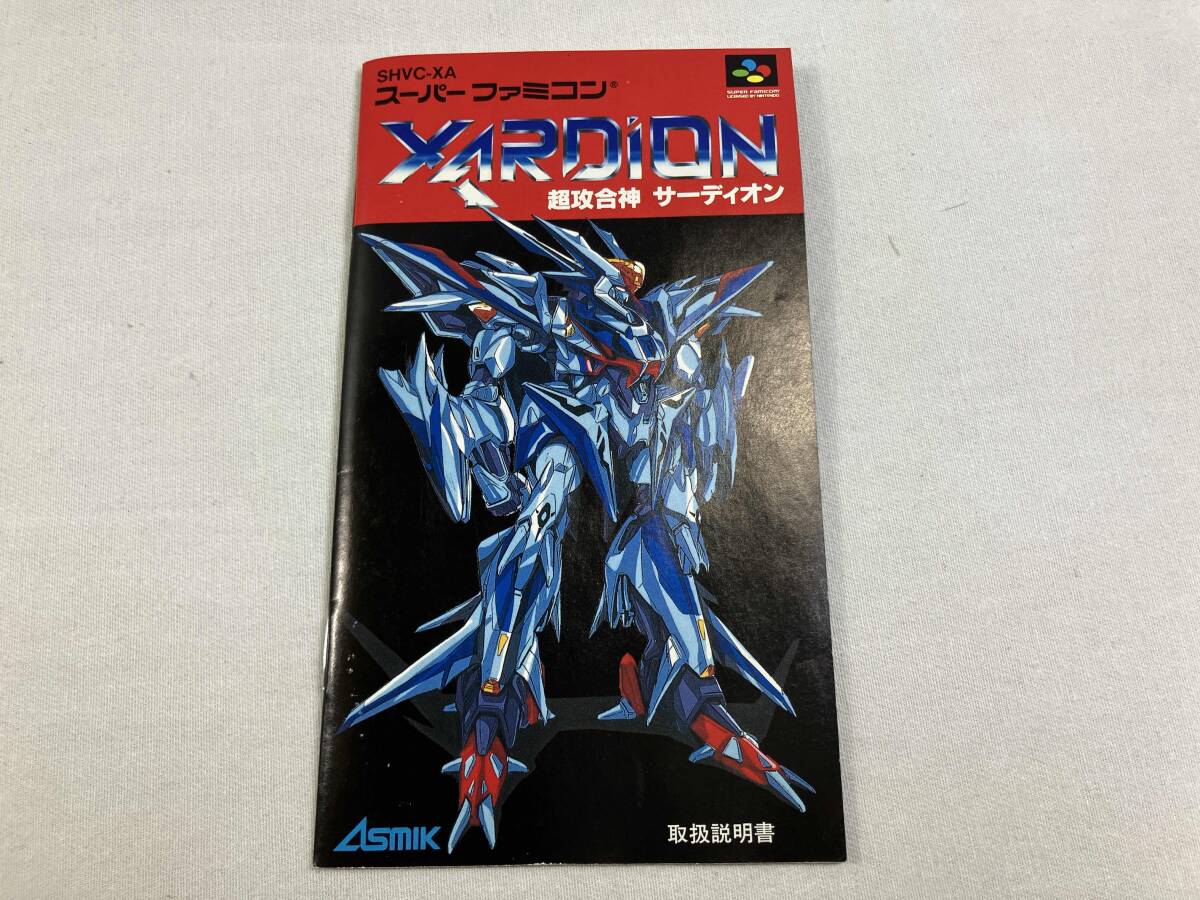 SHVC-XA
スーパーファミコン®
SUPER FAMICOM
LICENSED BY NINTENDO
XARDION
超攻合神 サーディオン
ASMIK
取扱説明書